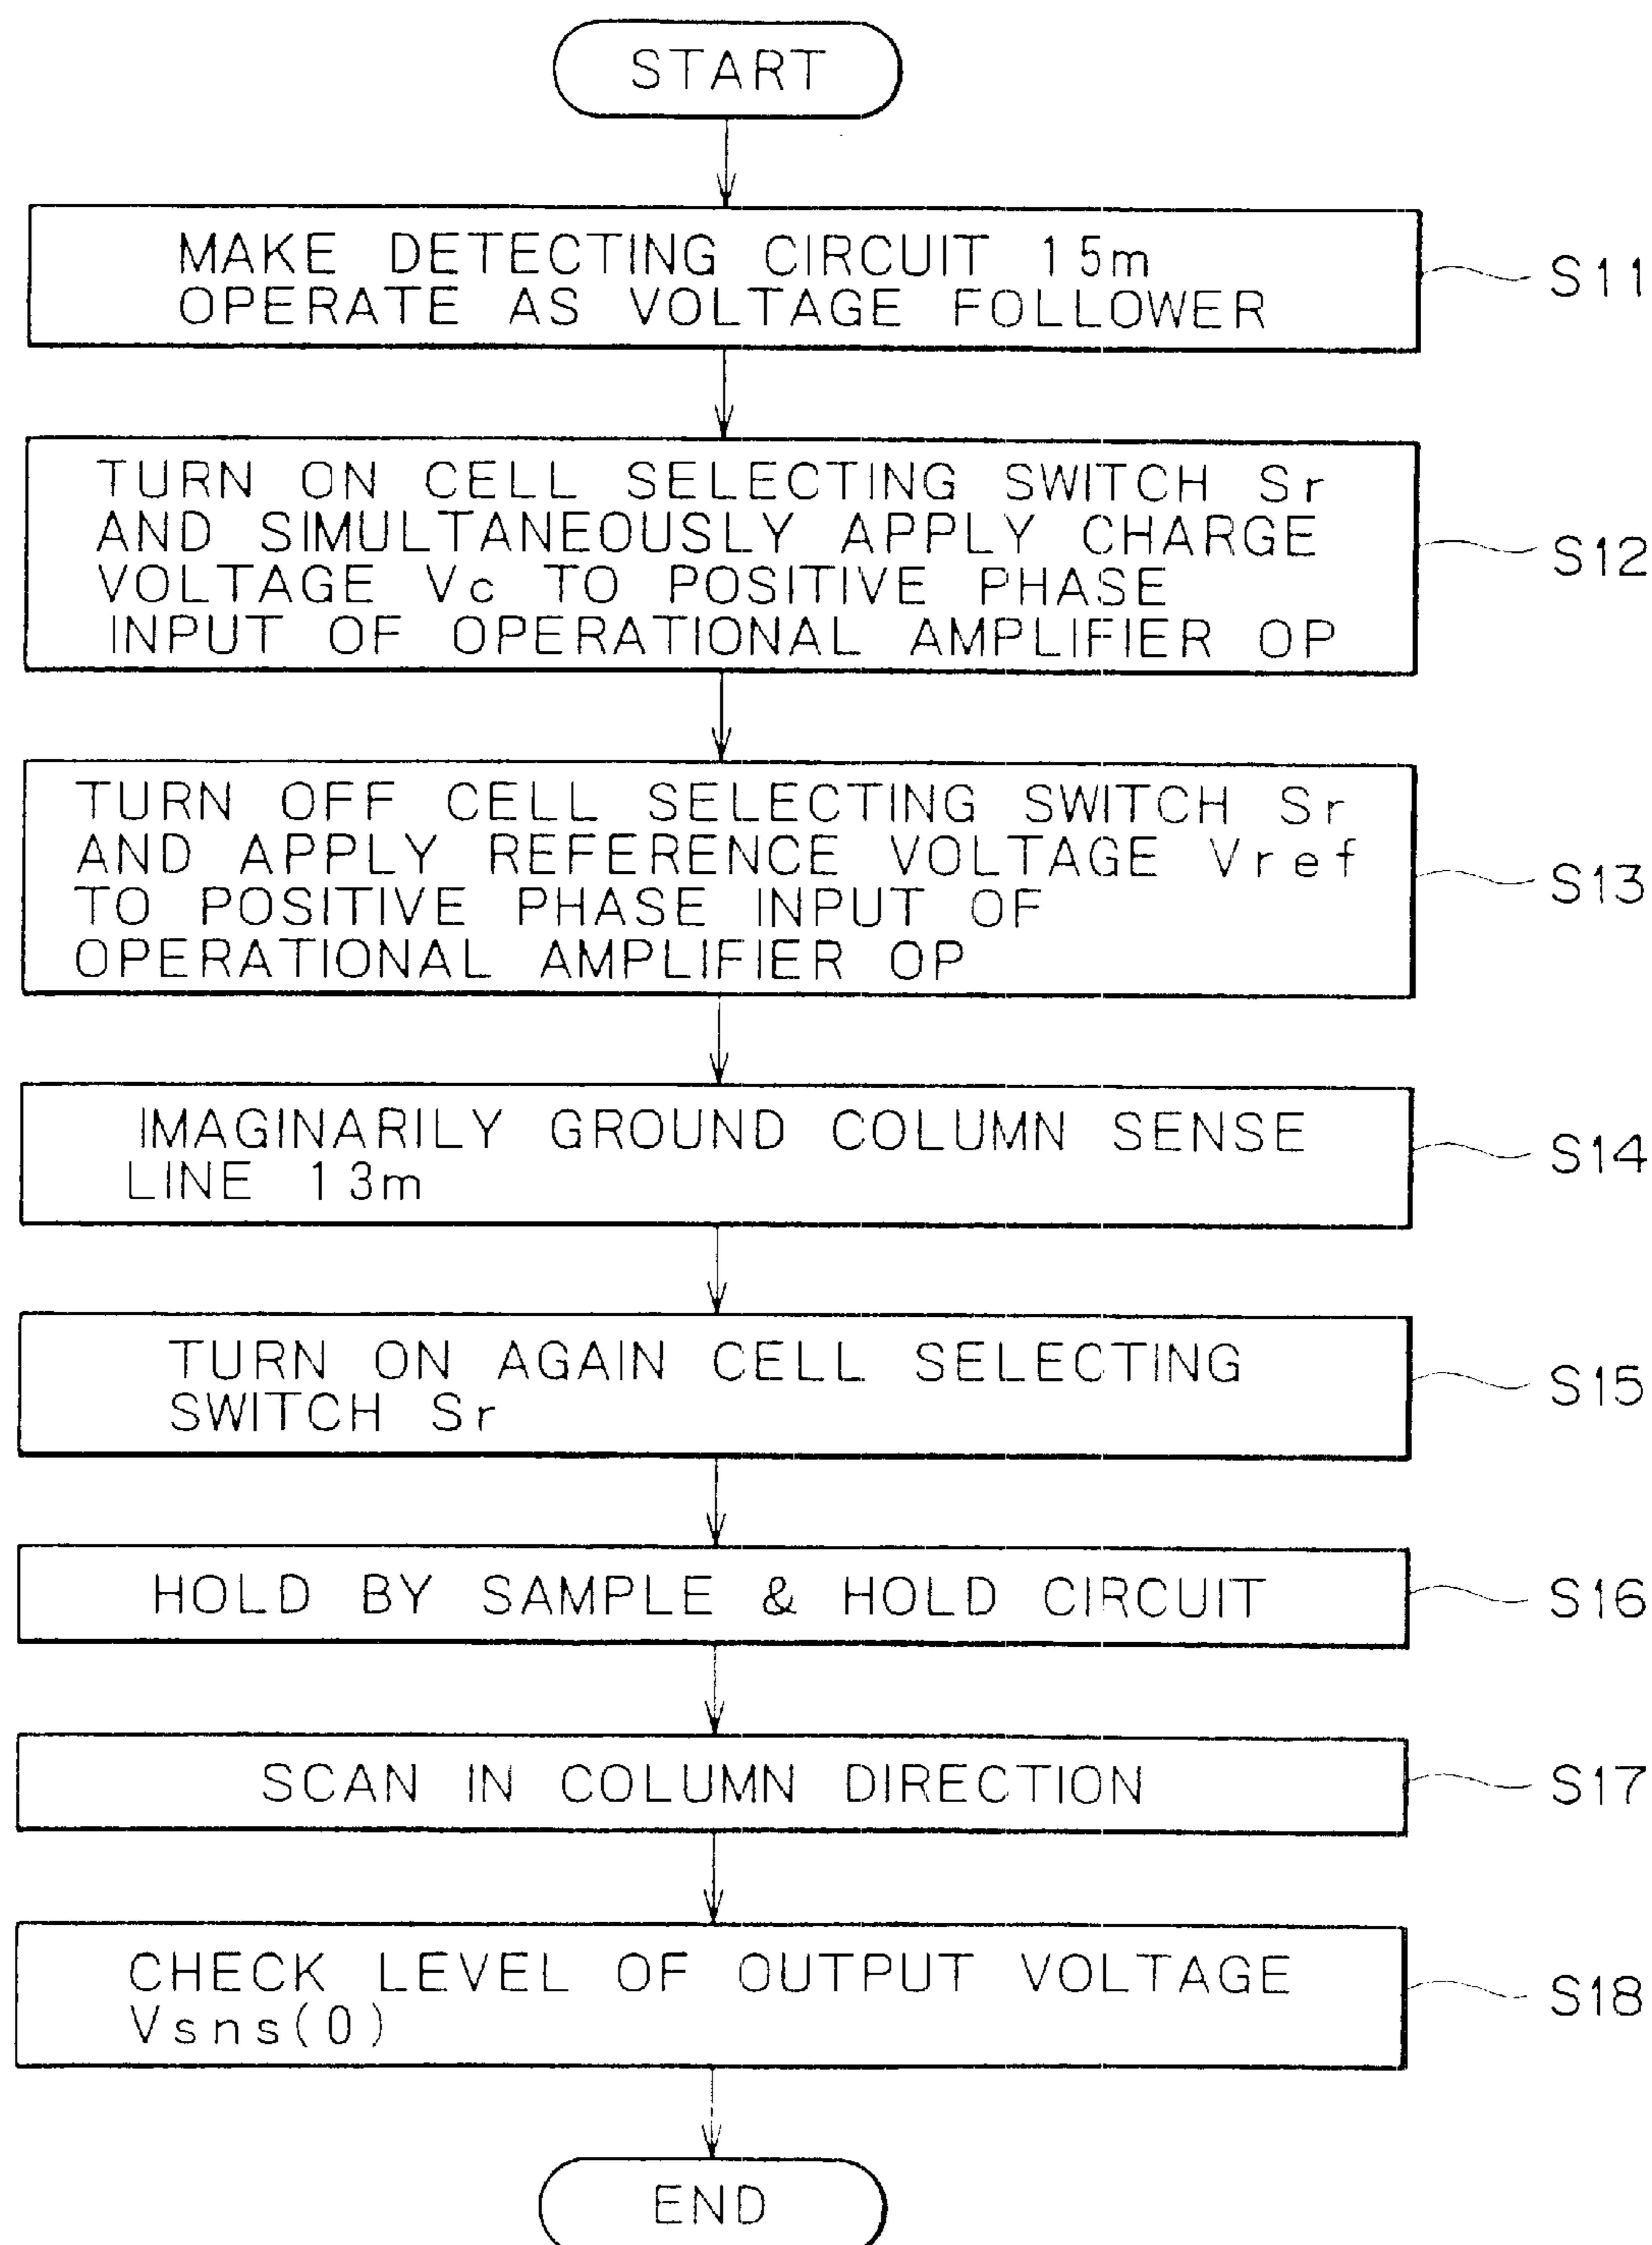 START
MAKE DETECTING CIRCUIT 15m
OPERATE AS VOLTAGE FOLLOWER
S11
TURN ON CELL SELECTING SWITCH Sr
AND SIMULTANEOUSLY APPLY CHARGE
VOLTAGE Vc TO POSITIVE PHASE
INPUT OF OPERATIONAL AMPLIFIER OP
S12
TURN OFF CELL SELECTING SWITCH Sr
AND APPLY REFERENCE VOLTAGE Vref
TO POSITIVE PHASE INPUT OF
OPERATIONAL AMPLIFIER OP
S13
IMAGINARILY GROUND COLUMN SENSE
LINE 13m
S14
TURN ON AGAIN CELL SELECTING
SWITCH Sr
S15
HOLD BY SAMPLE & HOLD CIRCUIT
S16
SCAN IN COLUMN DIRECTION
S17
CHECK LEVEL OF OUTPUT VOLTAGE
Vsns(0)
S18
END